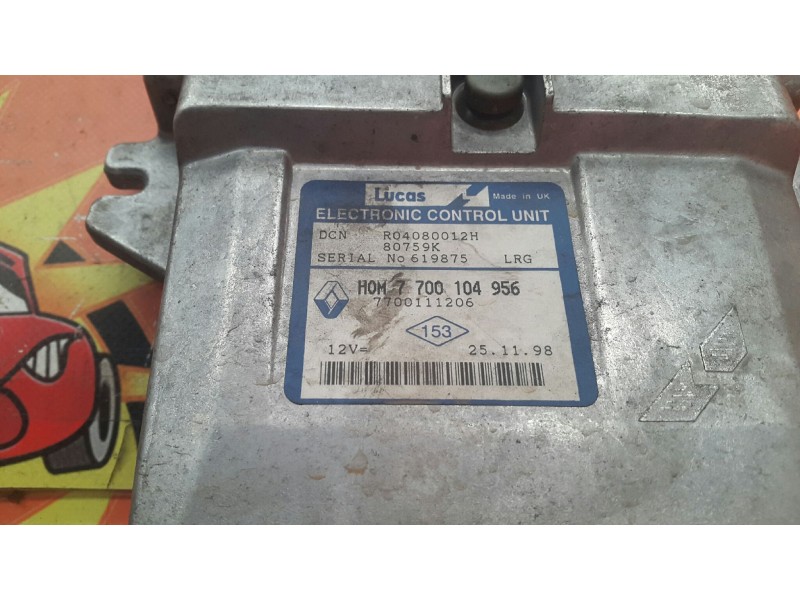 Lucas Made in UK
ELECTRONIC CONTROL UNIT
DCN R04080012H
80759K
SERIAL No 619875 LRG
HOM 7 700 104 956
7700111206
153
12V= 25.11.98